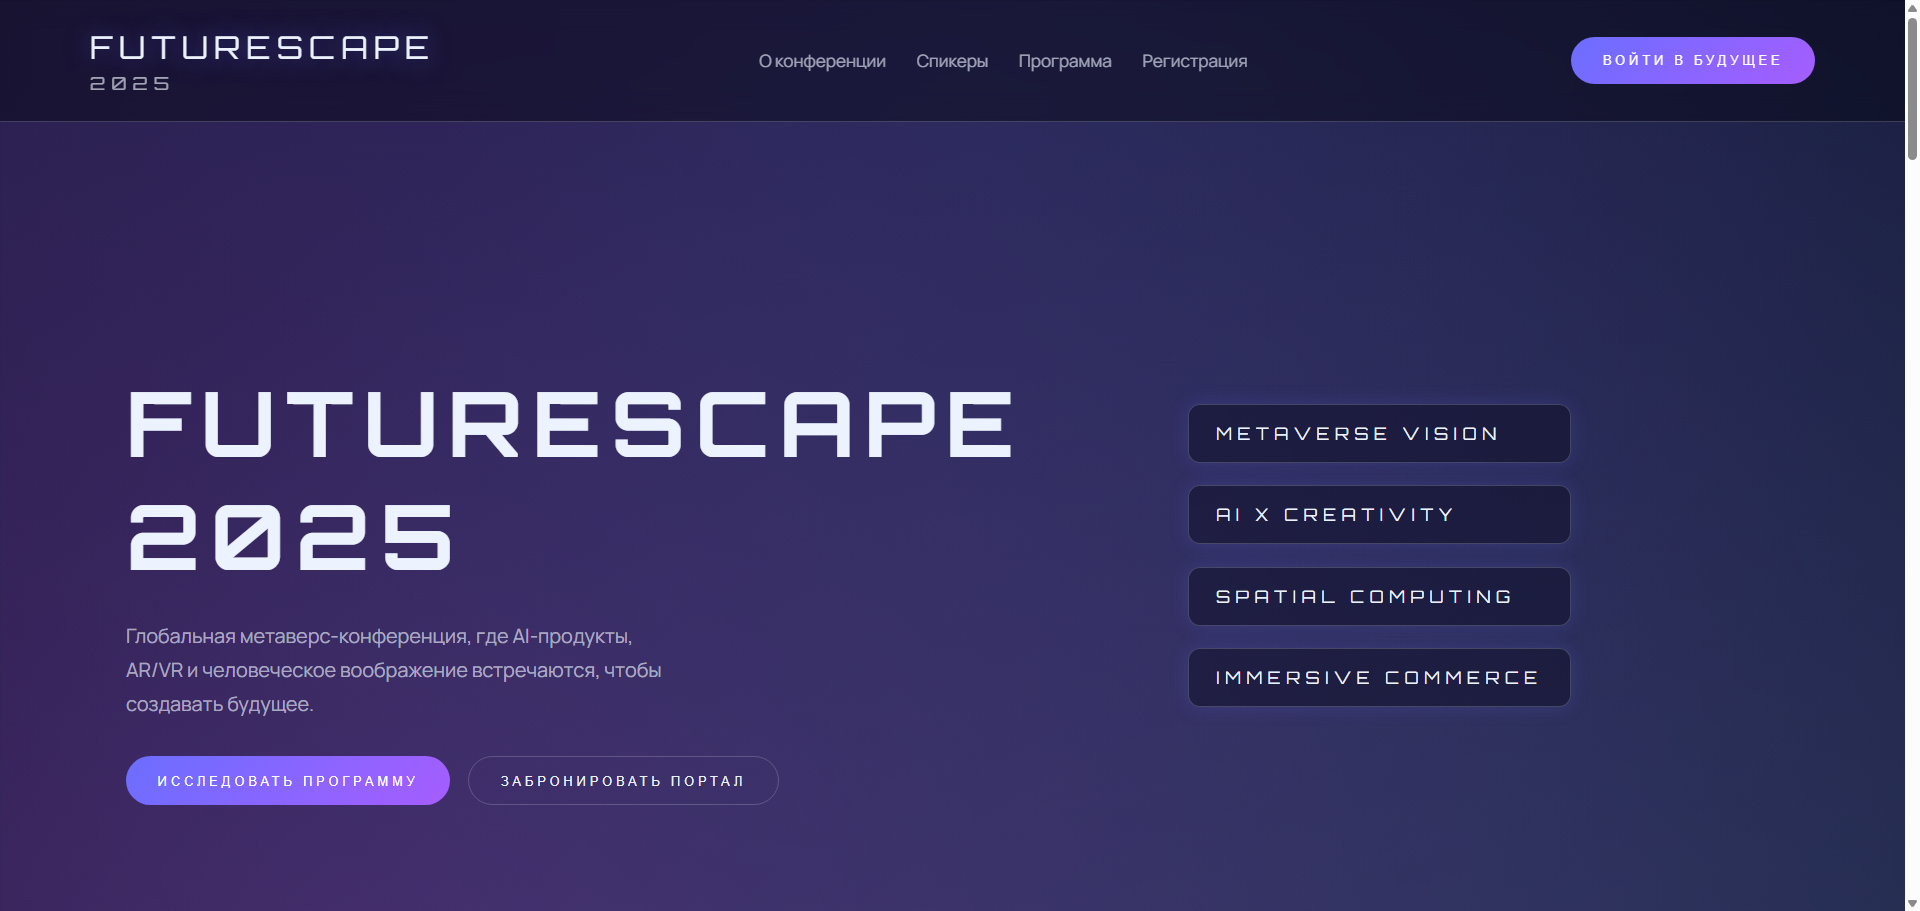 FUTURESCAPE
2025
О конференции Спикеры Программа Регистрация
ВОЙТИ В БУДУЩЕЕ
FUTURESCAPE
2025
Глобальная метаверс-конференция, где AI-продукты,
AR/VR и человеческое воображение встречаются, чтобы
создавать будущее.
ИССЛЕДОВАТЬ ПРОГРАММУ
ЗАБРОНИРОВАТЬ ПОРТАЛ
METAVERSE VISION
AI X CREATIVITY
SPATIAL COMPUTING
IMMERSIVE COMMERCE